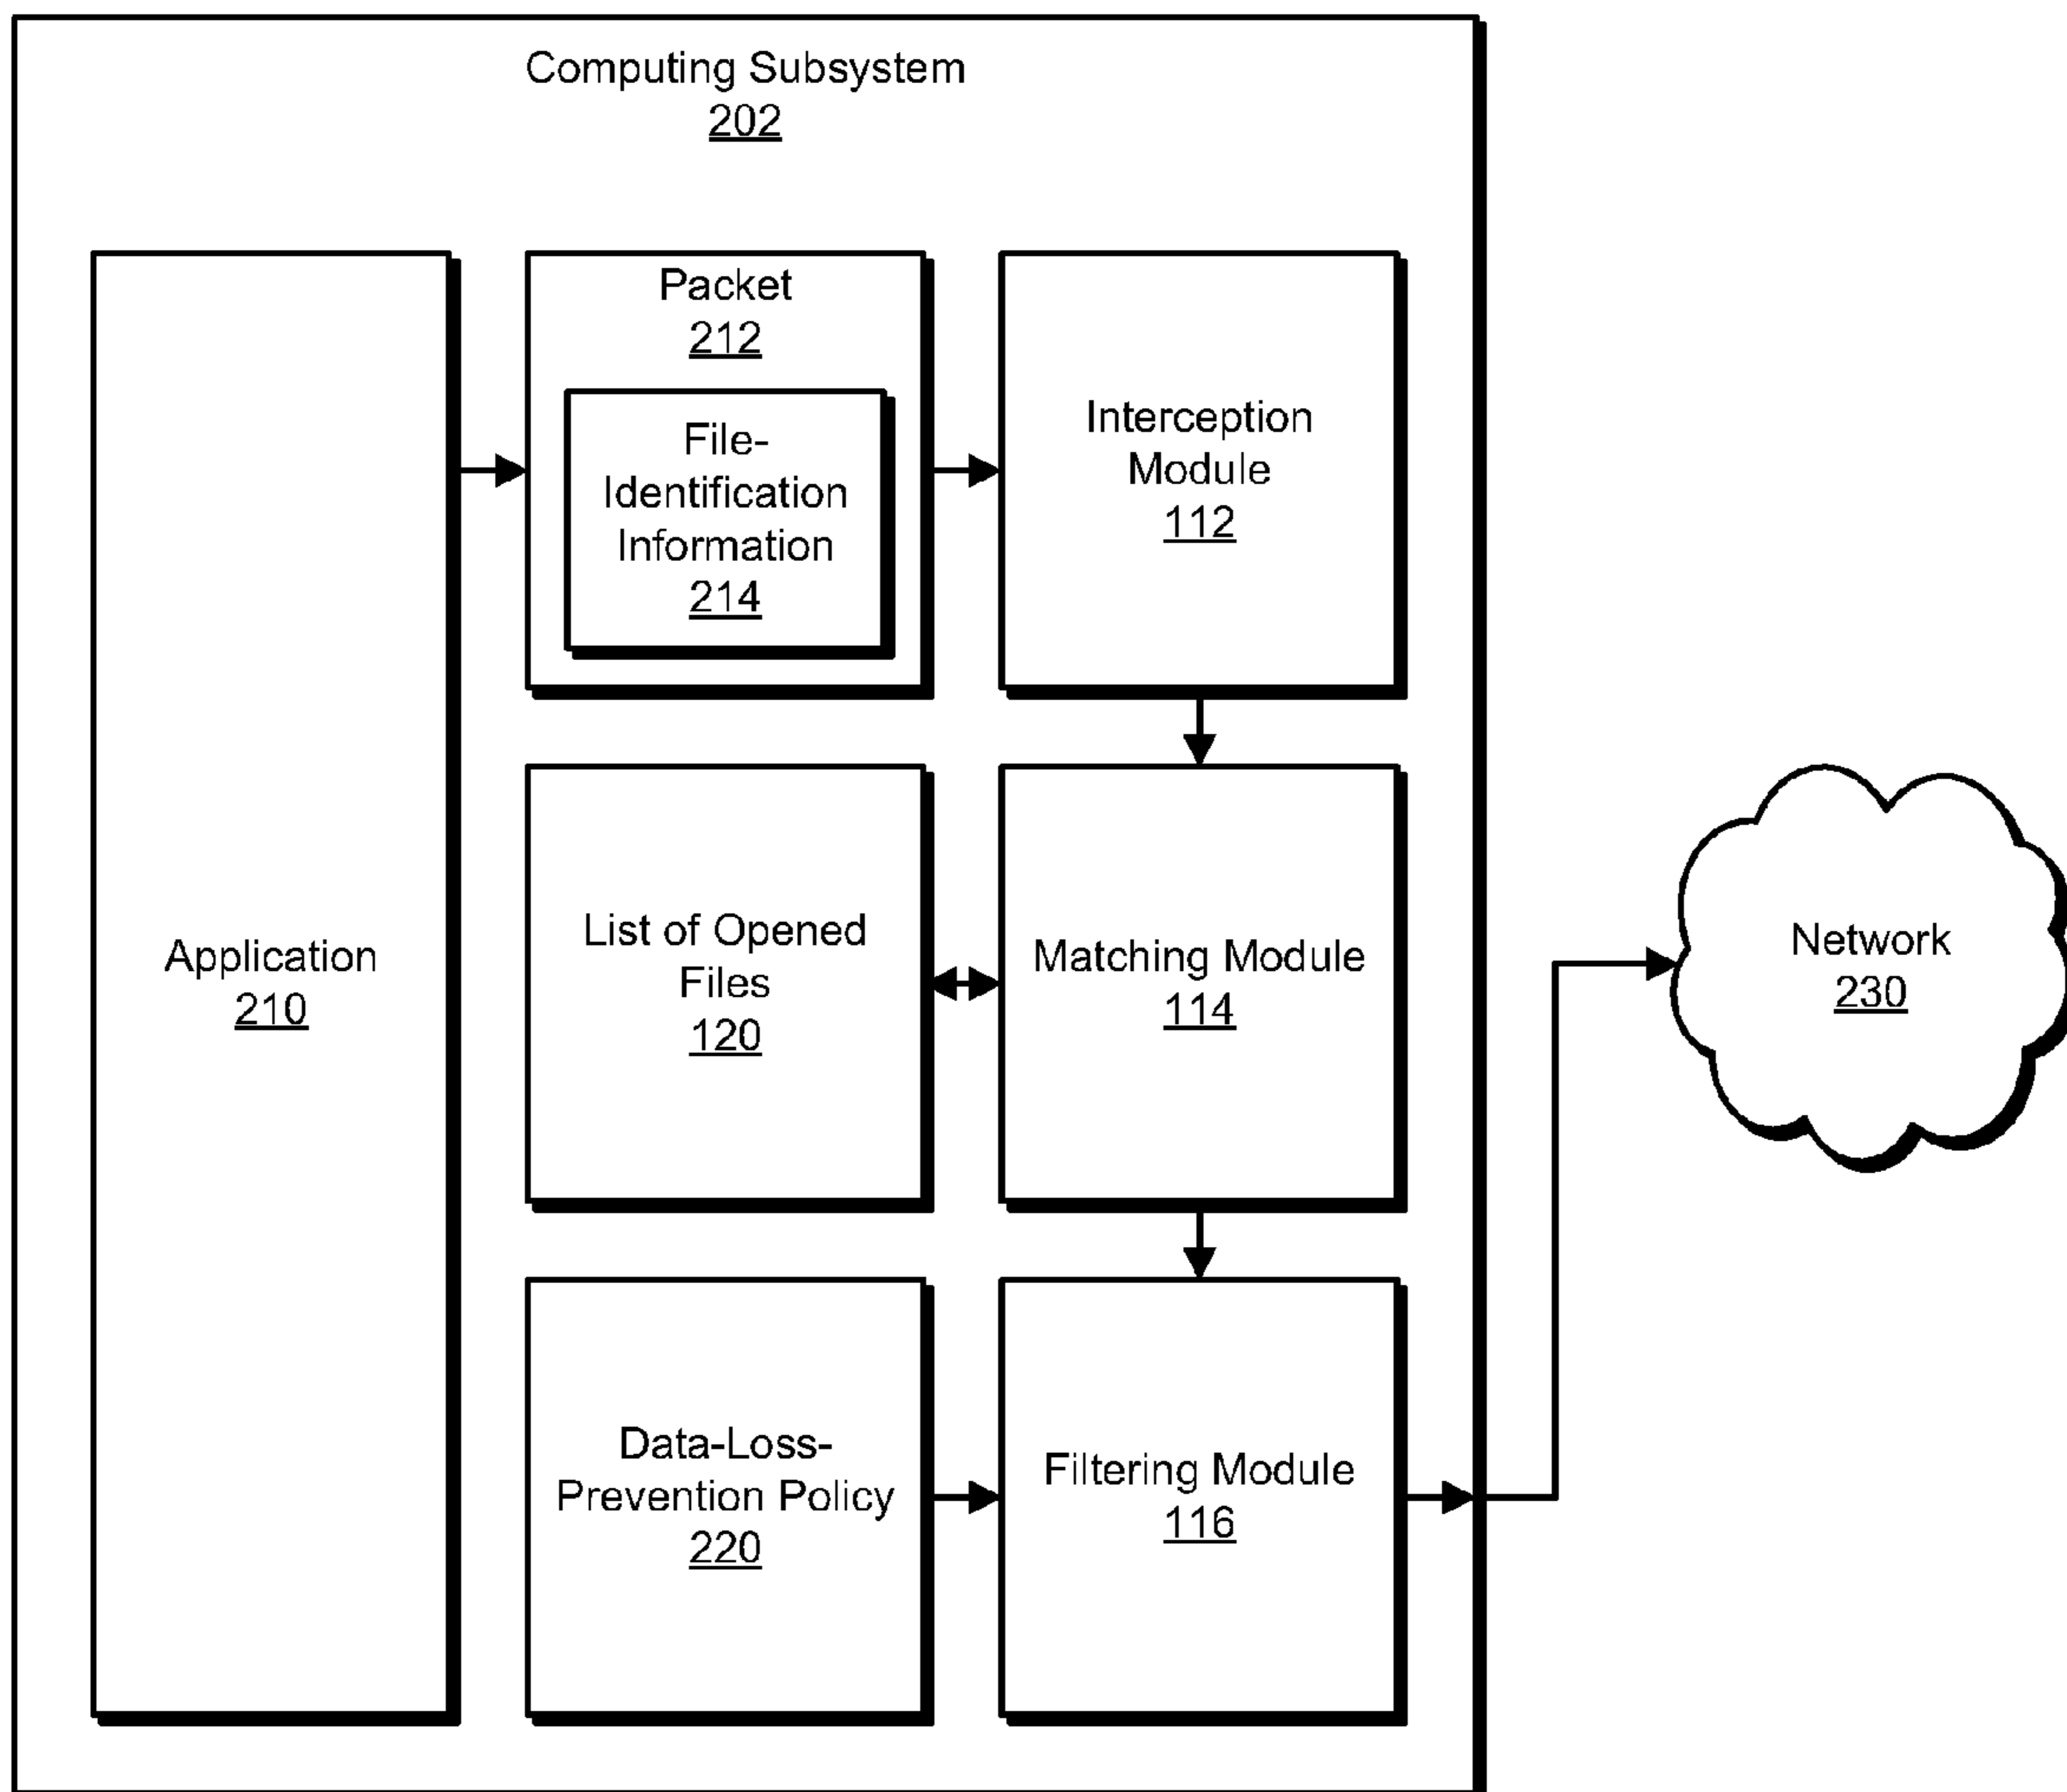 Computing Subsystem
202
Packet
212
File-
Identification
Information
214
Interception
Module
112
Application
210
List of Opened
Files
120
Matching Module
114
Network
230
Data-Loss-
Prevention Policy
220
Filtering Module
116